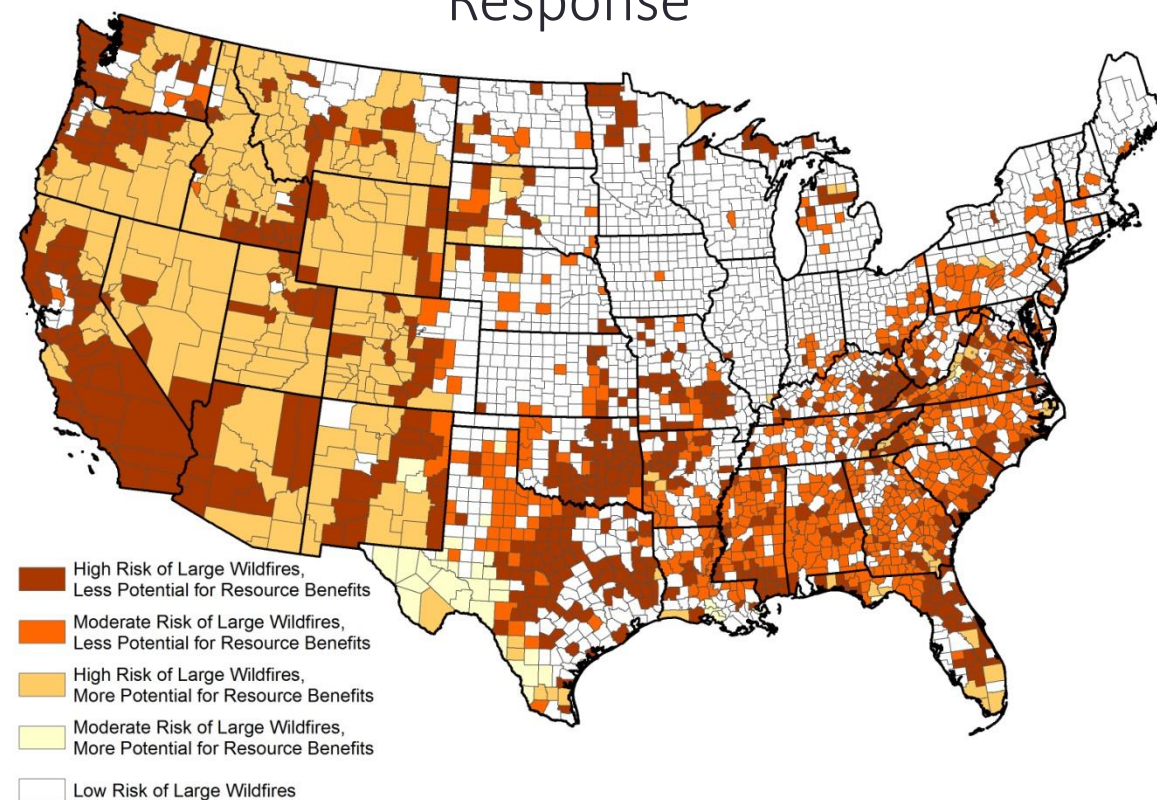 Response
High Risk of Large Wildfires,
Less Potential for Resource Benefits
Moderate Risk of Large Wildfires,
Less Potential for Resource Benefits
High Risk of Large Wildfires,
More Potential for Resource Benefits
Moderate Risk of Large Wildfires,
More Potential for Resource Benefits
Low Risk of Large Wildfires